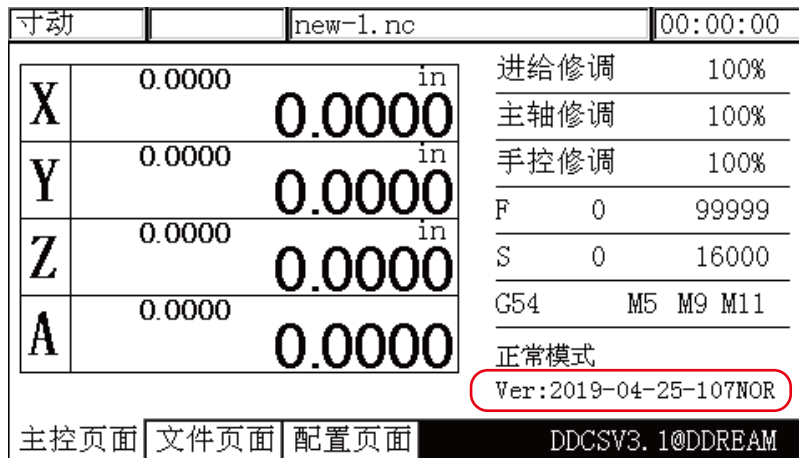 寸动 new-1.nc 00:00:00
X 0.0000 in 0.0000
Y 0.0000 in 0.0000
Z 0.0000 in 0.0000
A 0.0000 0.0000
进给修调 100%
主轴修调 100%
手控修调 100%
F 0 99999
S 0 16000
G54 M5 M9 M11
正常模式
Ver:2019-04-25-107NOR
主控页面 文件页面 配置页面 DDCSV3.1@DDREAM